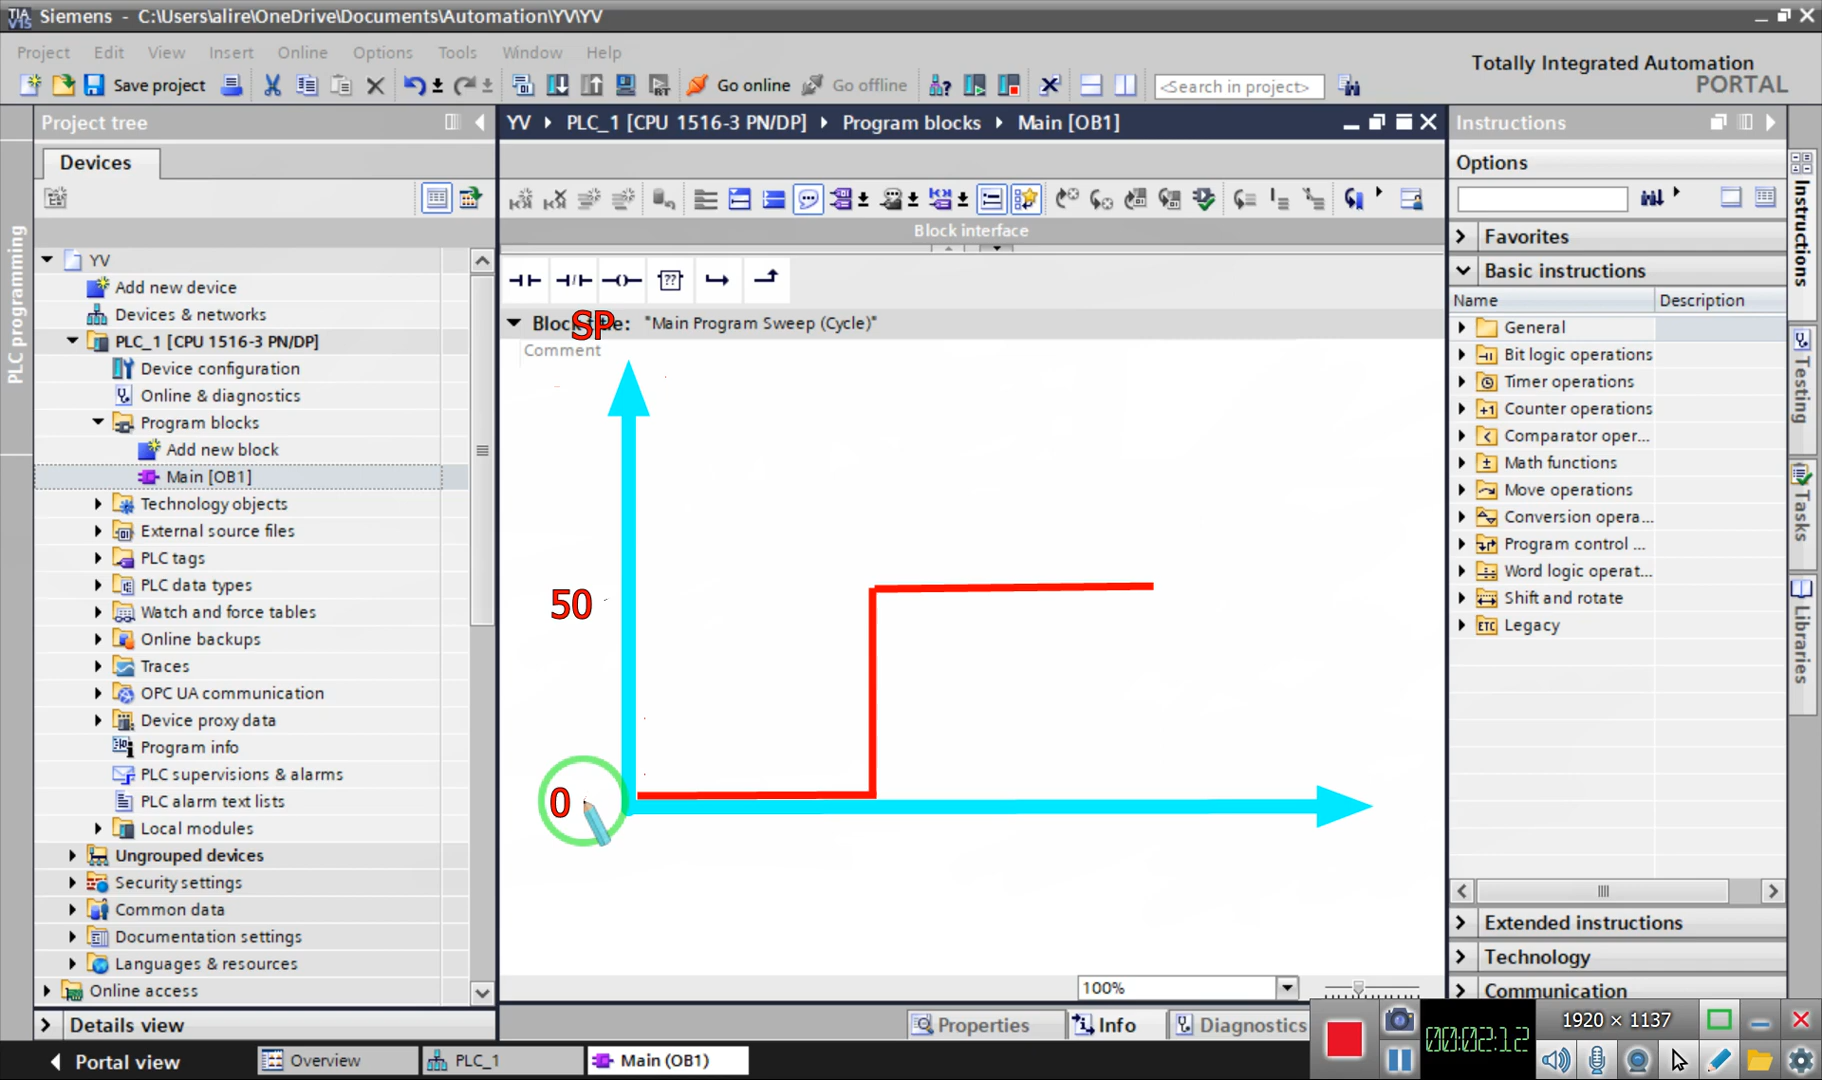 TIA V15 Siemens - C:\Users\alire\OneDrive\Documents\Automation\YV\YV
Project Edit View Insert Online Options Tools Window Help
Totally Integrated Automation
PORTAL
Save project Go online Go offline <Search in project>
Project tree
YV PLC_1 [CPU 1516-3 PN/DP] Program blocks Main [OB1]
Instructions
Devices
Options
Block interface
PLC programming
YV
Add new device
Devices & networks
PLC_1 [CPU 1516-3 PN/DP]
Device configuration
Online & diagnostics
Program blocks
Add new block
Main [OB1]
Technology objects
External source files
PLC tags
PLC data types
Watch and force tables
Online backups
Traces
OPC UA communication
Device proxy data
Program info
PLC supervisions & alarms
PLC alarm text lists
Local modules
Ungrouped devices
Security settings
Common data
Documentation settings
Languages & resources
Online access
Details view
??
Block title: "Main Program Sweep (Cycle)"
SP
Comment
50
0
100%
Properties Info Diagnostics
Favorites
Basic instructions
Name Description
General
Bit logic operations
Timer operations
Counter operations
Comparator oper...
Math functions
Move operations
Conversion opera...
Program control ...
Word logic operat...
Shift and rotate
Legacy
Extended instructions
Technology
Communication
Instructions
Testing
Tasks
Libraries
Portal view Overview PLC_1 Main (OB1)
00:02:12
1920 × 1137